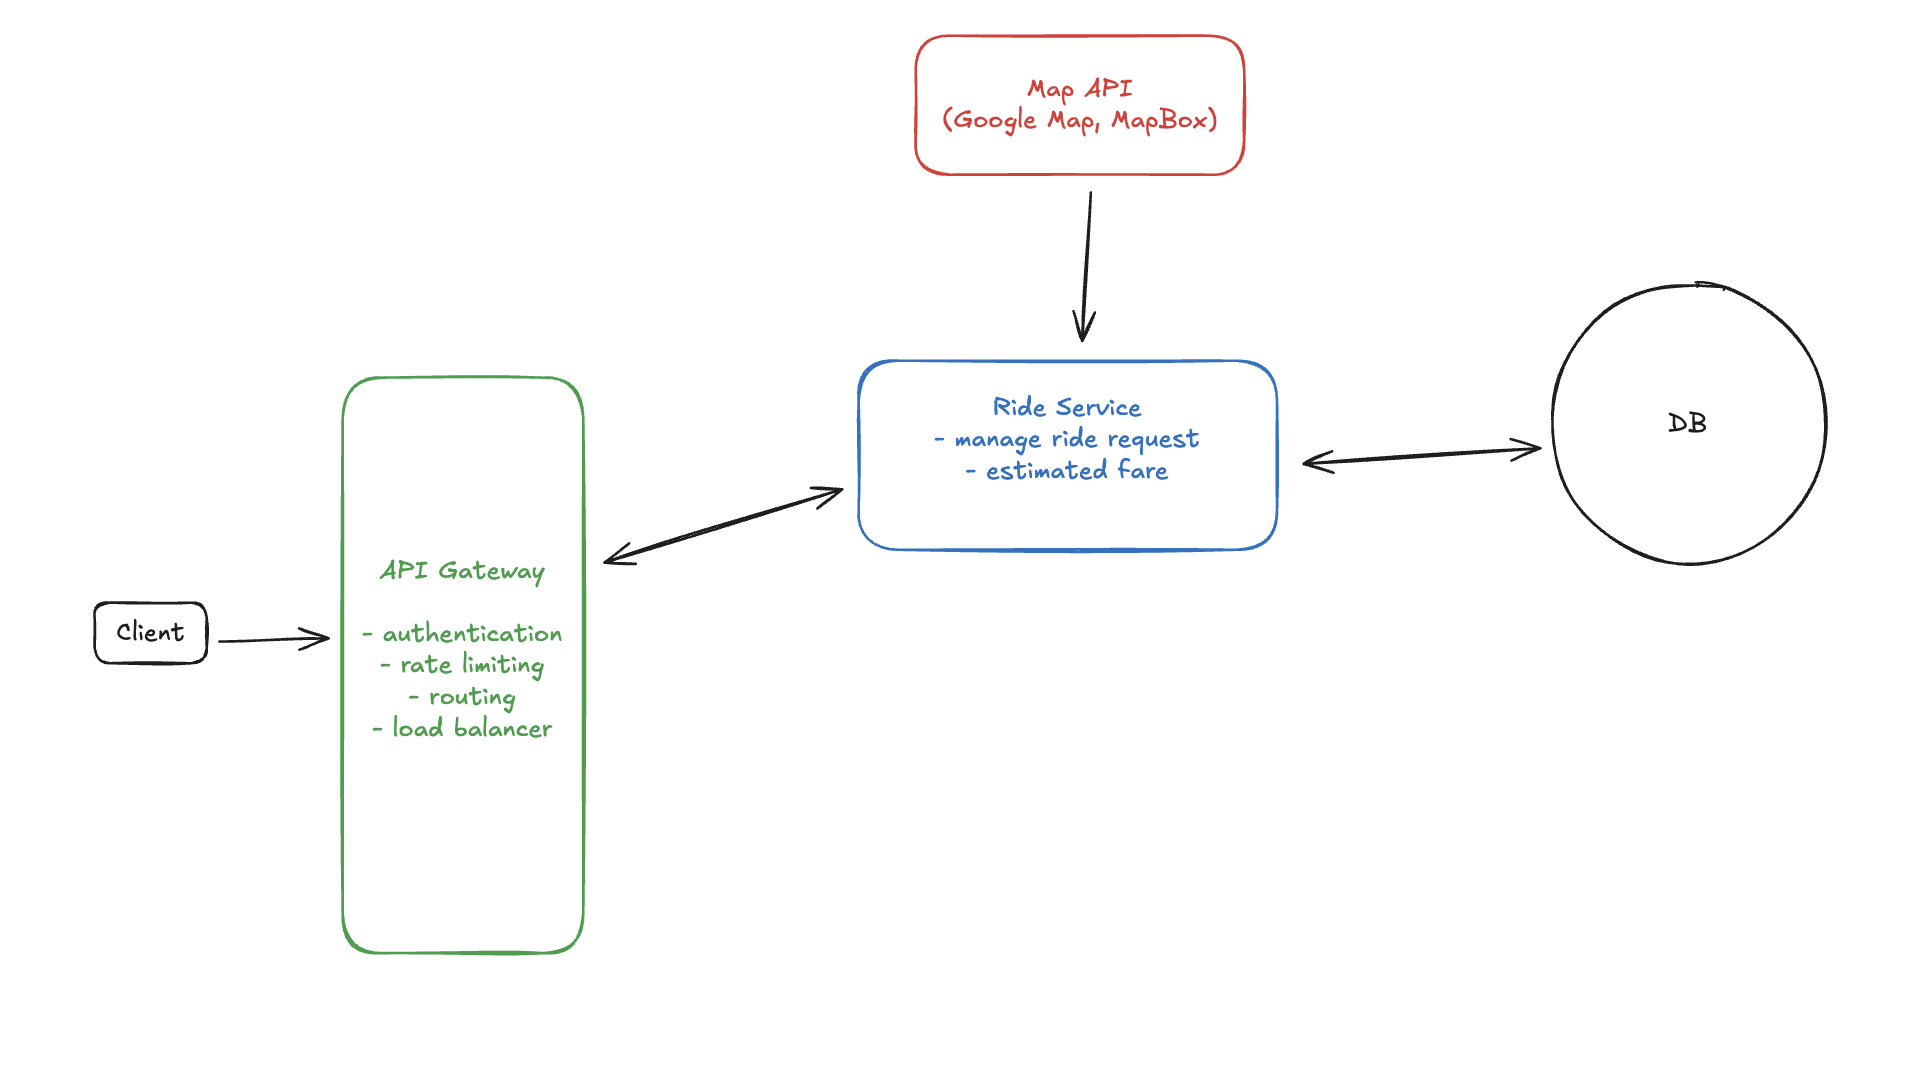 Map API
(Google Map, MapBox)
Ride Service
- manage ride request
- estimated fare
DB
API Gateway
- authentication
- rate limiting
- routing
- load balancer
Client